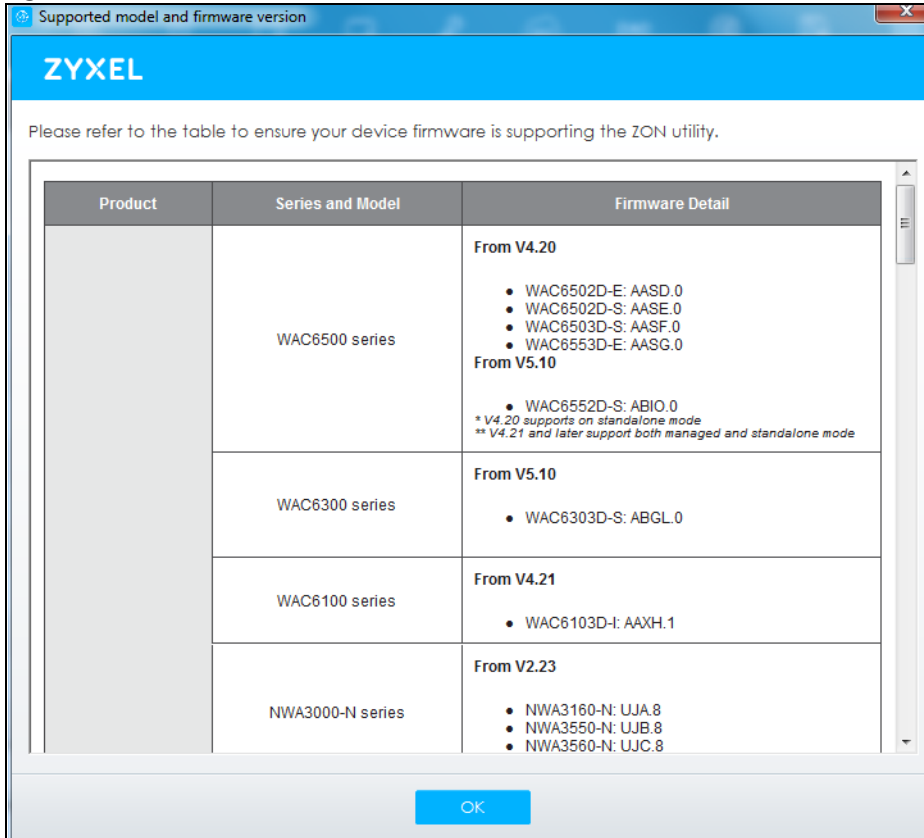 Supported model and firmware version
ZYXEL
Please refer to the table to ensure your device firmware is supporting the ZON utility.
Product Series and Model Firmware Detail
WAC6500 series
From V4.20
• WAC6502D-E: AASD.0
• WAC6502D-S: AASE.0
• WAC6503D-S: AASF.0
• WAC6553D-E: AASG.0
From V5.10
• WAC6552D-S: ABIO.0
* V4.20 supports on standalone mode
** V4.21 and later support both managed and standalone mode
WAC6300 series
From V5.10
• WAC6303D-S: ABGL.0
WAC6100 series
From V4.21
• WAC6103D-I: AAXH.1
NWA3000-N series
From V2.23
• NWA3160-N: UJA.8
• NWA3550-N: UJB.8
• NWA3560-N: UJC.8
OK